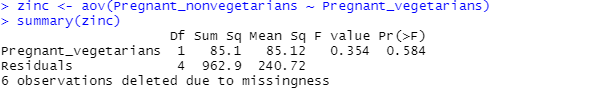 > zinc <- aov(Pregnant_nonvegetarians ~ Pregnant_vegetarians)
> summary(zinc)
Df Sum Sq Mean Sq F value Pr(>F)
Pregnant_vegetarians 1 85.1 85.12 0.354 0.584
Residuals 4 962.9 240.72
6 observations deleted due to missingness